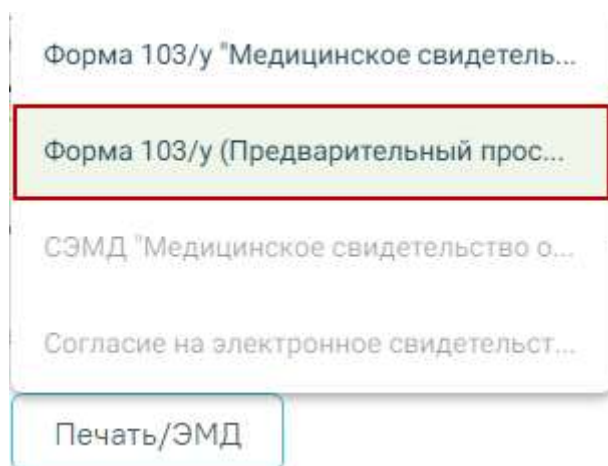 Форма 103/у "Медицинское свидетель...
Форма 103/у (Предварительный прос...
СЭМД "Медицинское свидетельство о...
Согласие на электронное свидетельст...
Печать/ЭМД